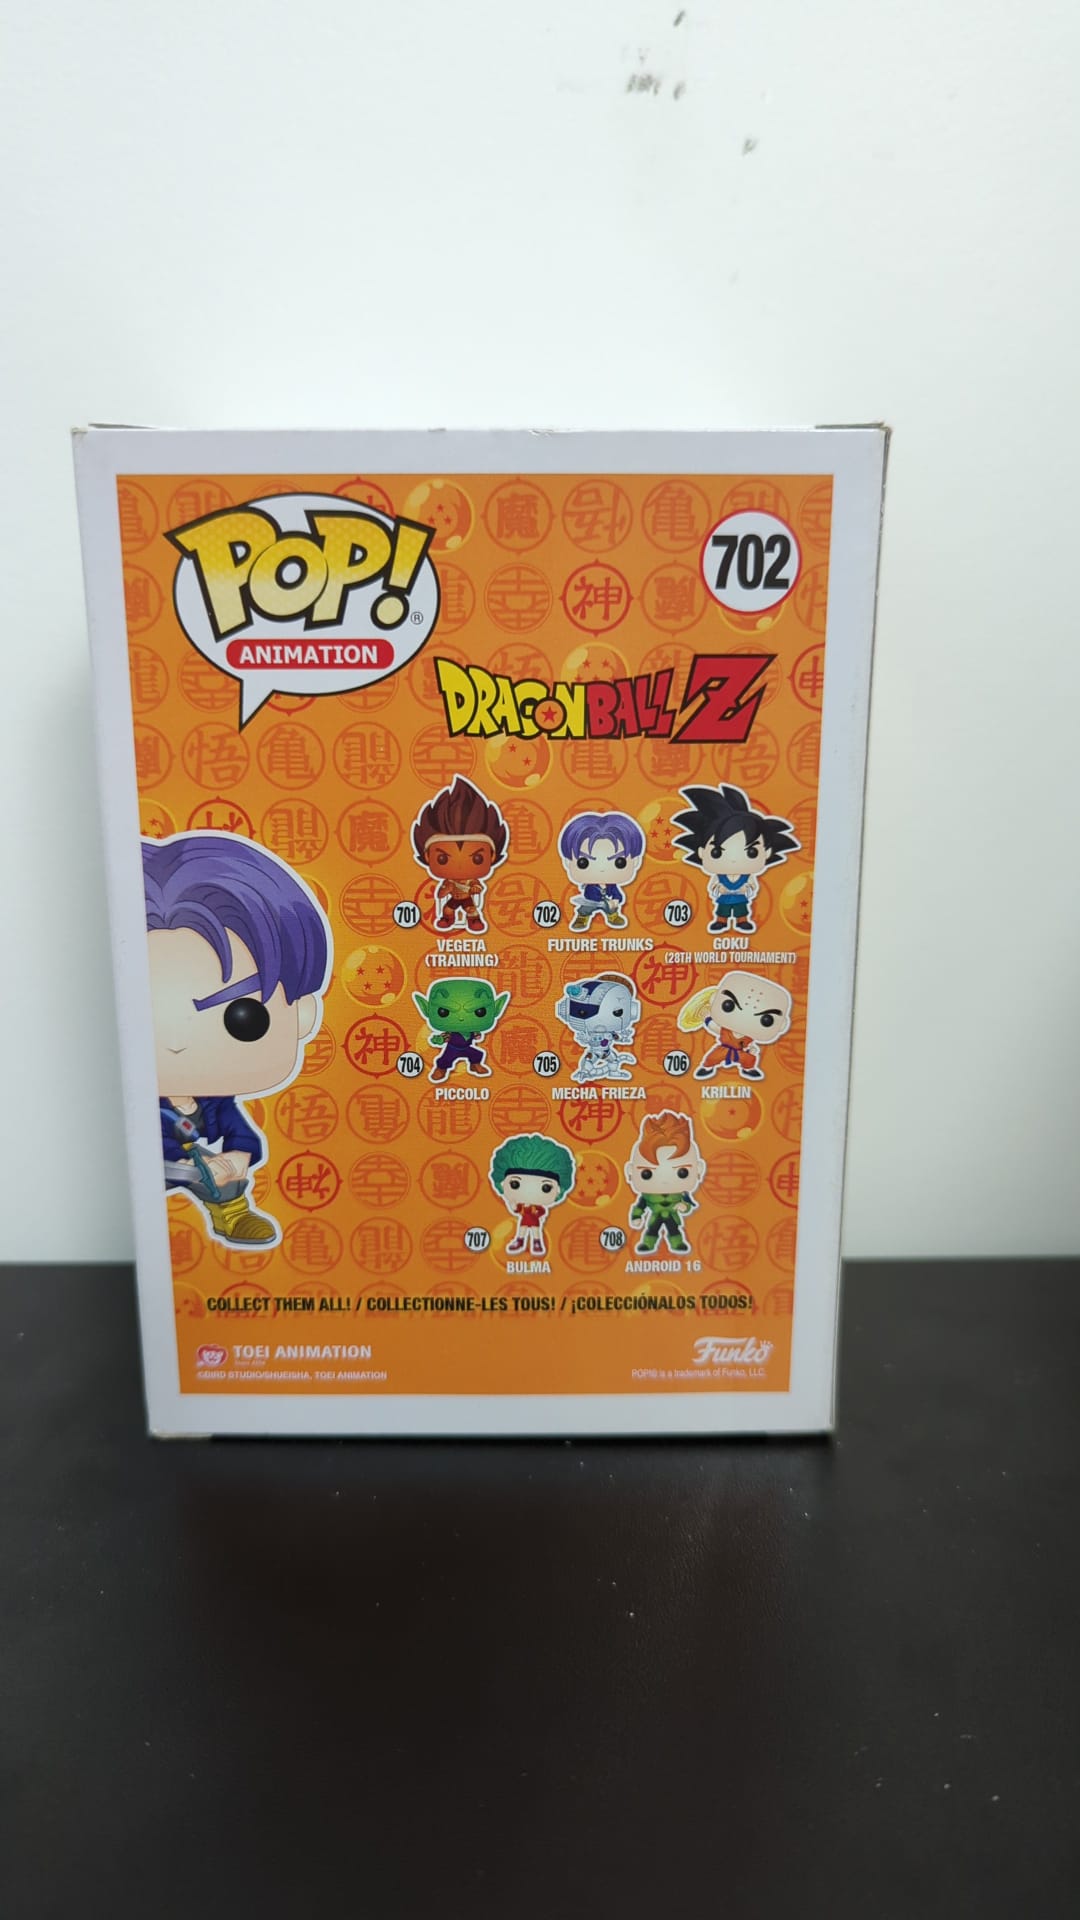 POP!®
ANIMATION
702
DRAGON BALL Z
701
VEGETA
(TRAINING)
702
FUTURE TRUNKS
703
GOKU
(28TH WORLD TOURNAMENT)
704
PICCOLO
705
MECHA FRIEZA
706
KRILLIN
707
BULMA
708
ANDROID 16
COLLECT THEM ALL! / COLLECTIONNE-LES TOUS! / ¡COLECCIÓNALOS TODOS!
TOEI ANIMATION
©BIRD STUDIO/SHUEISHA, TOEI ANIMATION
Funko
POP!® is a trademark of Funko, LLC.